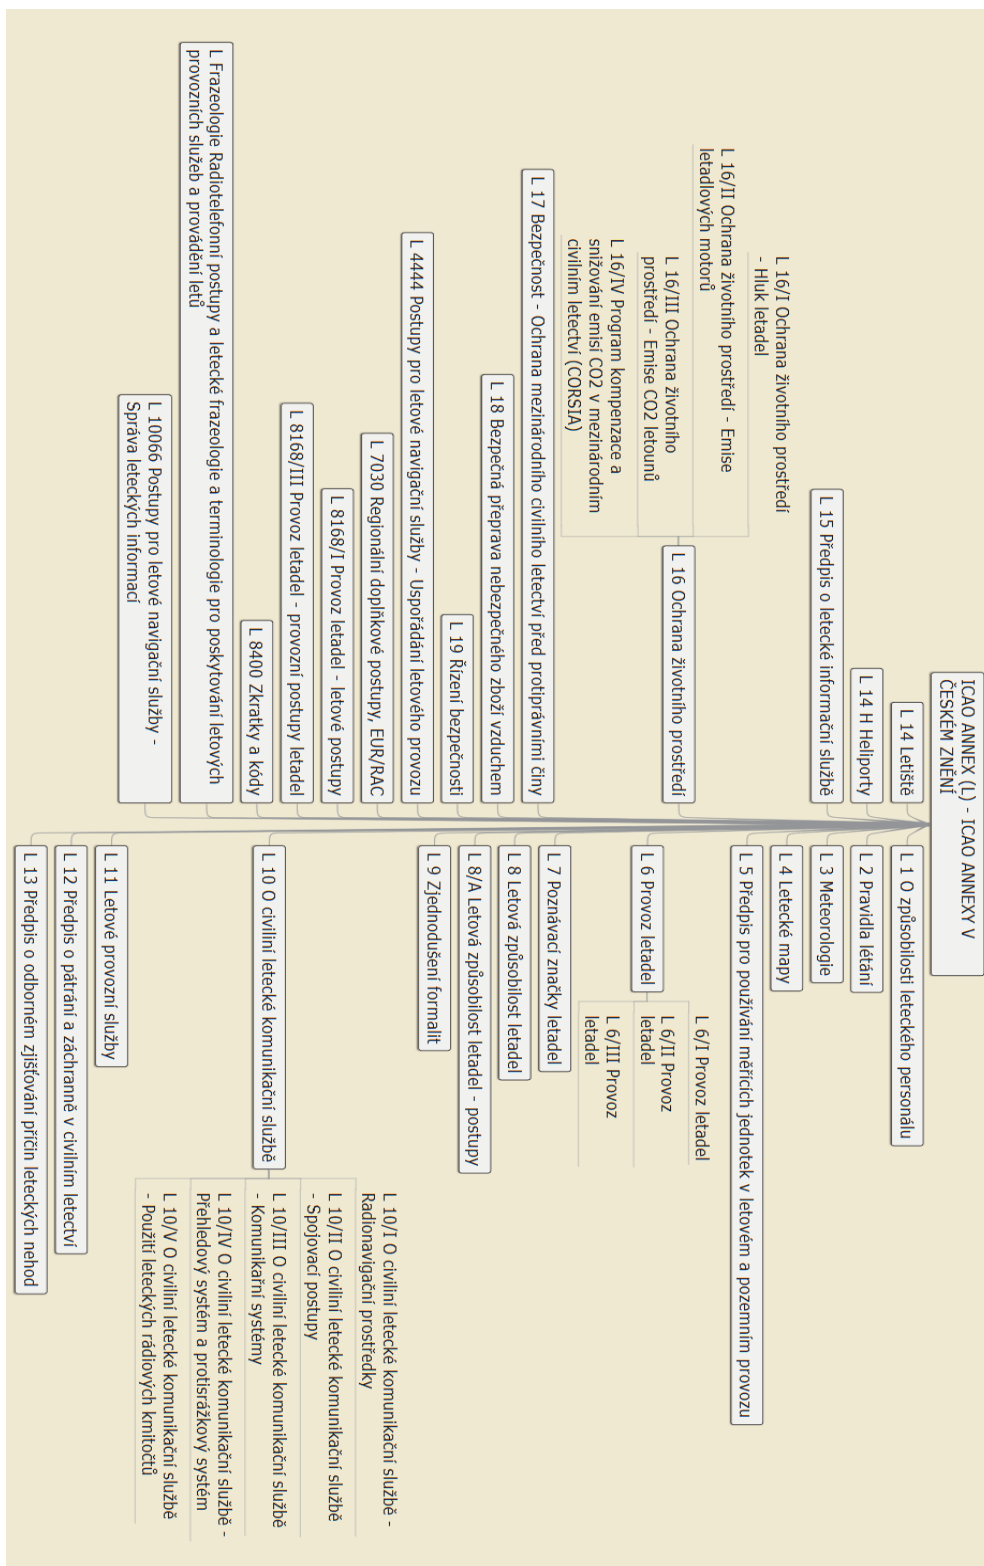 ICAO ANNEX (L) - ICAO ANNEXY V
ČESKÉM ZNĚNÍ
L 1 O způsobilosti leteckého personálu
L 2 Pravidla létání
L 3 Meteorologie
L 4 Letecké mapy
L 5 Předpis pro používání měřících jednotek v letovém a pozemním provozu
L 6 Provoz letadel
L 6/I Provoz letadel
L 6/II Provoz
letadel
L 6/III Provoz
letadel
L 7 Poznávací značky letadel
L 8 Letová způsobilost letadel
L 8/A Letová způsobilost letadel - postupy
L 9 Zjednodušení formalit
L 10 O civiliní letecké komunikační službě
L 10/I O civiliní letecké komunikační službě -
Radionavigační prostředky
L 10/II O civiliní letecké komunikační službě
- Spojovací postupy
L 10/III O civiliní letecké komunikační službě
- Komunikařní systémy
L 10/IV O civiliní letecké komunikační službě -
Přehledový systém a protisrážkový systém
L 10/V O civiliní letecké komunikační službě
- Použití leteckých rádiových kmitočtů
L 11 Letové provozní služby
L 12 Předpis o pátrání a záchranně v civilním letectví
L 13 Předpis o odborném zjišťování příčin leteckých nehod
L 14 Letiště
L 14 H Heliporty
L 15 Předpis o letecké informační službě
L 16 Ochrana životního prostředí
L 16/I Ochrana životního prostředí
- Hluk letadel
L 16/II Ochrana životního prostředí - Emise
letadlových motorů
L 16/III Ochrana životního
prostředí - Emise CO2 letounů
L 16/IV Program kompenzace a
snižování emisí CO2 v mezinárodním
civilním letectví (CORSIA)
L 17 Bezpečnost - Ochrana mezinárodního civilního letectví před protiprávními činy
L 18 Bezpečná přeprava nebezpečného zboží vzduchem
L 19 Řízení bezpečnosti
L 4444 Postupy pro letové navigační služby - Uspořádání letového provozu
L 7030 Regionální doplňkové postupy, EUR/RAC
L 8168/I Provoz letadel - letové postupy
L 8168/III Provoz letadel - provozní postupy letadel
L 8400 Zkratky a kódy
L Frazeologie Radiotelefonní postupy a letecké frazeologie a terminologie pro poskytování letových
provozních služeb a provádění letů
L 10066 Postupy pro letové navigační služby -
Správa leteckých informací